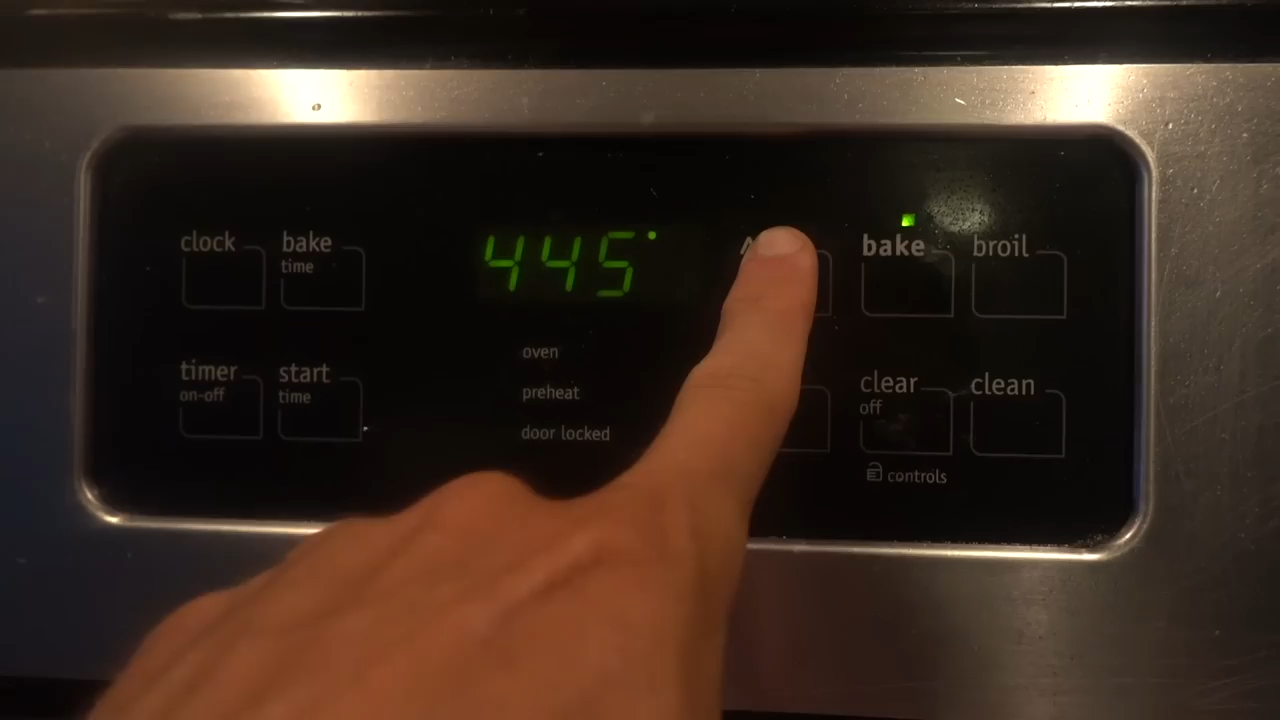 clock
bake
time
445°
bake
broil
timer
on-off
start
time
oven
preheat
door locked
clear
off
clean
controls